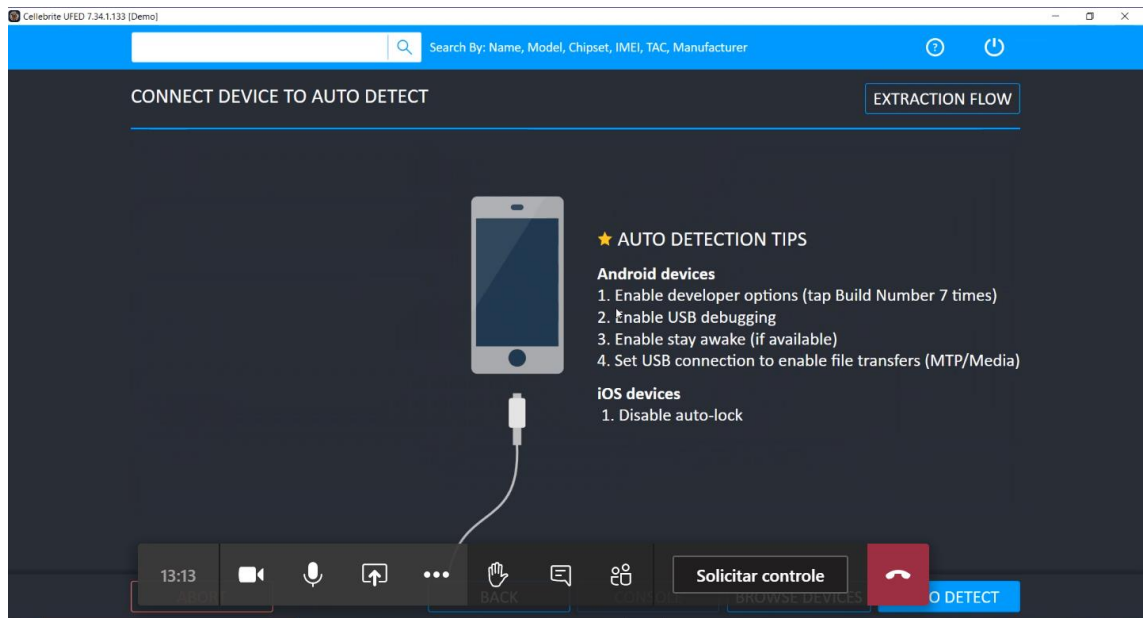 Cellebrite UFED 7.34.1.133 [Demo]
Search By: Name, Model, Chipset, IMEI, TAC, Manufacturer
CONNECT DEVICE TO AUTO DETECT
EXTRACTION FLOW
AUTO DETECTION TIPS
Android devices
1. Enable developer options (tap Build Number 7 times)
2. Enable USB debugging
3. Enable stay awake (if available)
4. Set USB connection to enable file transfers (MTP/Media)
iOS devices
1. Disable auto-lock
13:13
Solicitar controle
BACK
CONSOLE
BROWSE DEVICES
O DETECT